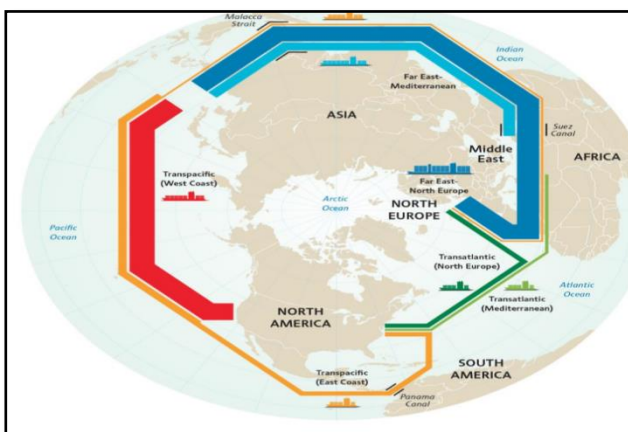 Malacca
Strait
Indian
Ocean
Far East-
Mediterranean
ASIA
Suez
Canal
Middle
East
AFRICA
Transpacific
(West Coast)
Far East-
North Europe
Arctic
Ocean
NORTH
EUROPE
Pacific
Ocean
Transatlantic
(North Europe)
Atlantic
Ocean
Transatlantic
(Mediterranean)
NORTH
AMERICA
SOUTH
AMERICA
Transpacific
(East Coast)
Panama
Canal